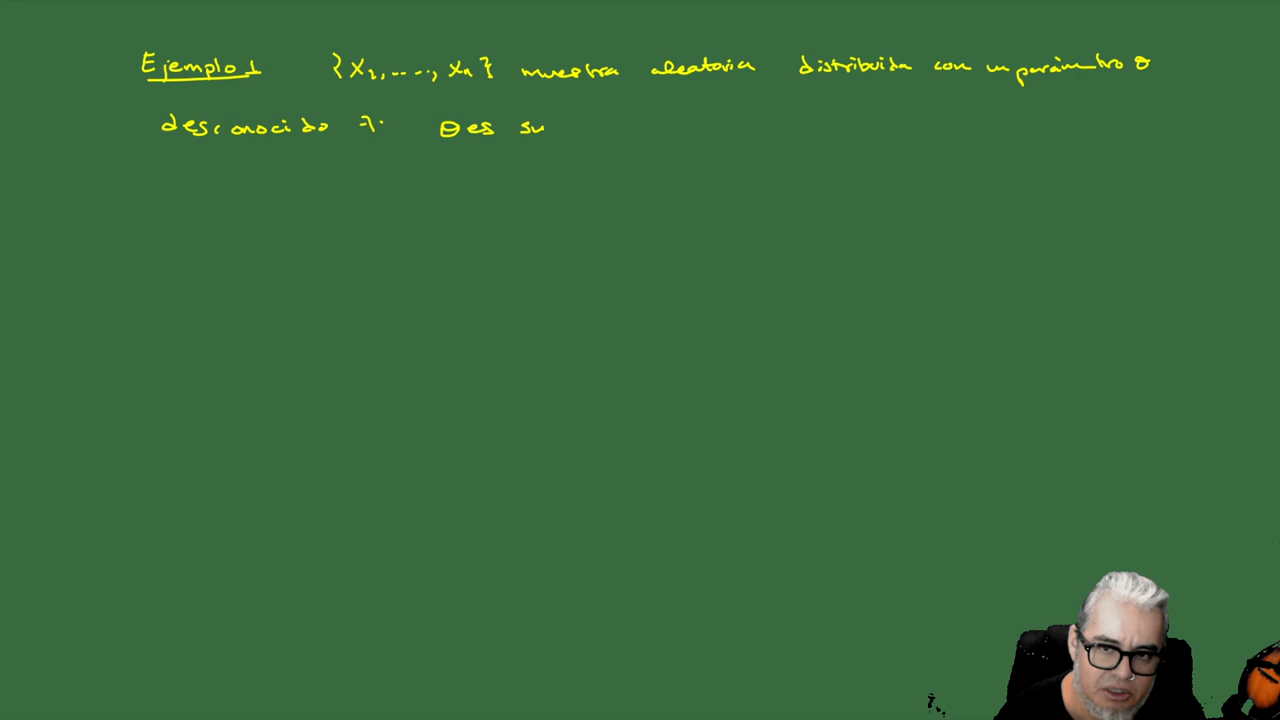 Ejemplo 1 {X1,....,Xn} muestra aleatoria distribuida con un parámetro θ
desconocido θ es su